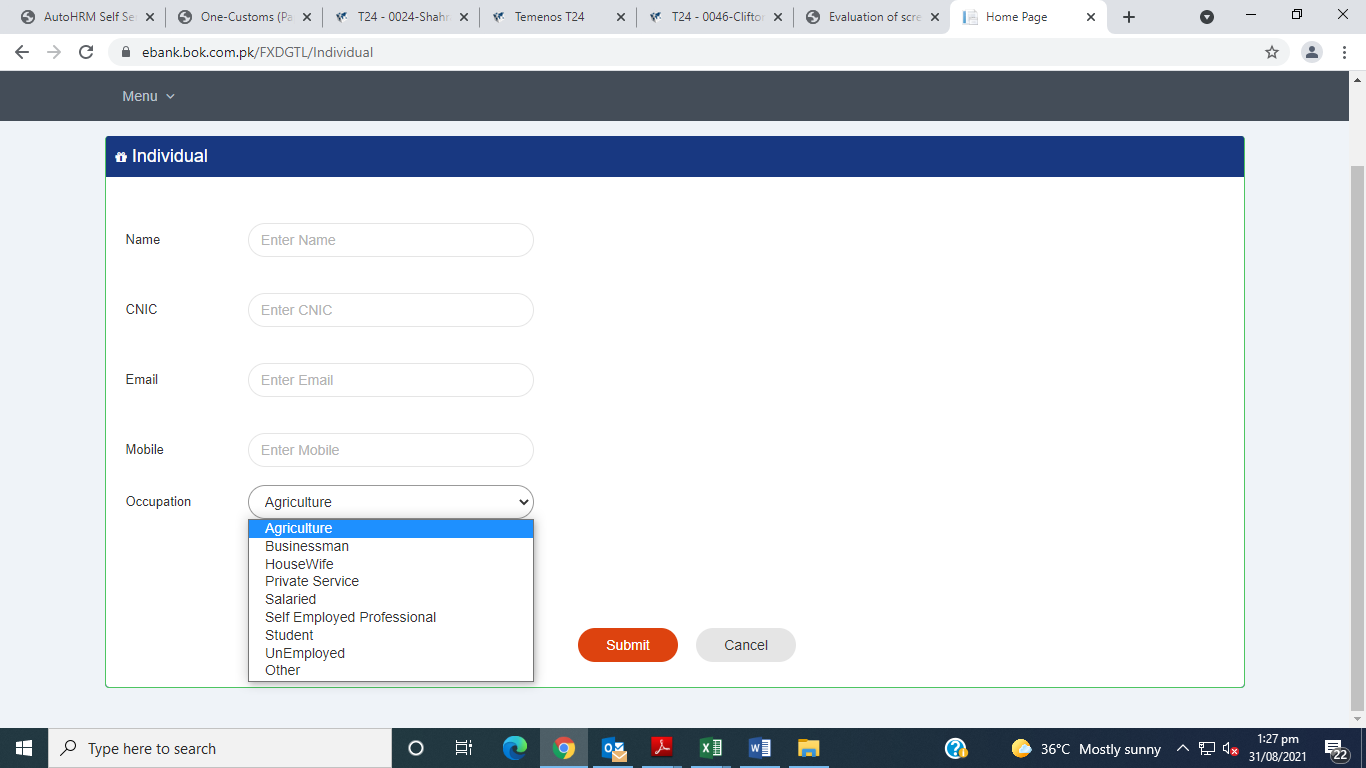 AutoHRM Self Se
One-Customs (Pa
T24 - 0024-Shahr
Temenos T24
T24 - 0046-Clifton
Evaluation of scre
Home Page
ebank.bok.com.pk/FXDGTL/Individual
Menu
Individual
Name
Enter Name
CNIC
Enter CNIC
Email
Enter Email
Mobile
Enter Mobile
Occupation
Agriculture
Agriculture
Businessman
HouseWife
Private Service
Salaried
Self Employed Professional
Student
UnEmployed
Other
Submit
Cancel
Type here to search
36°C Mostly sunny
1:27 pm
31/08/2021
22